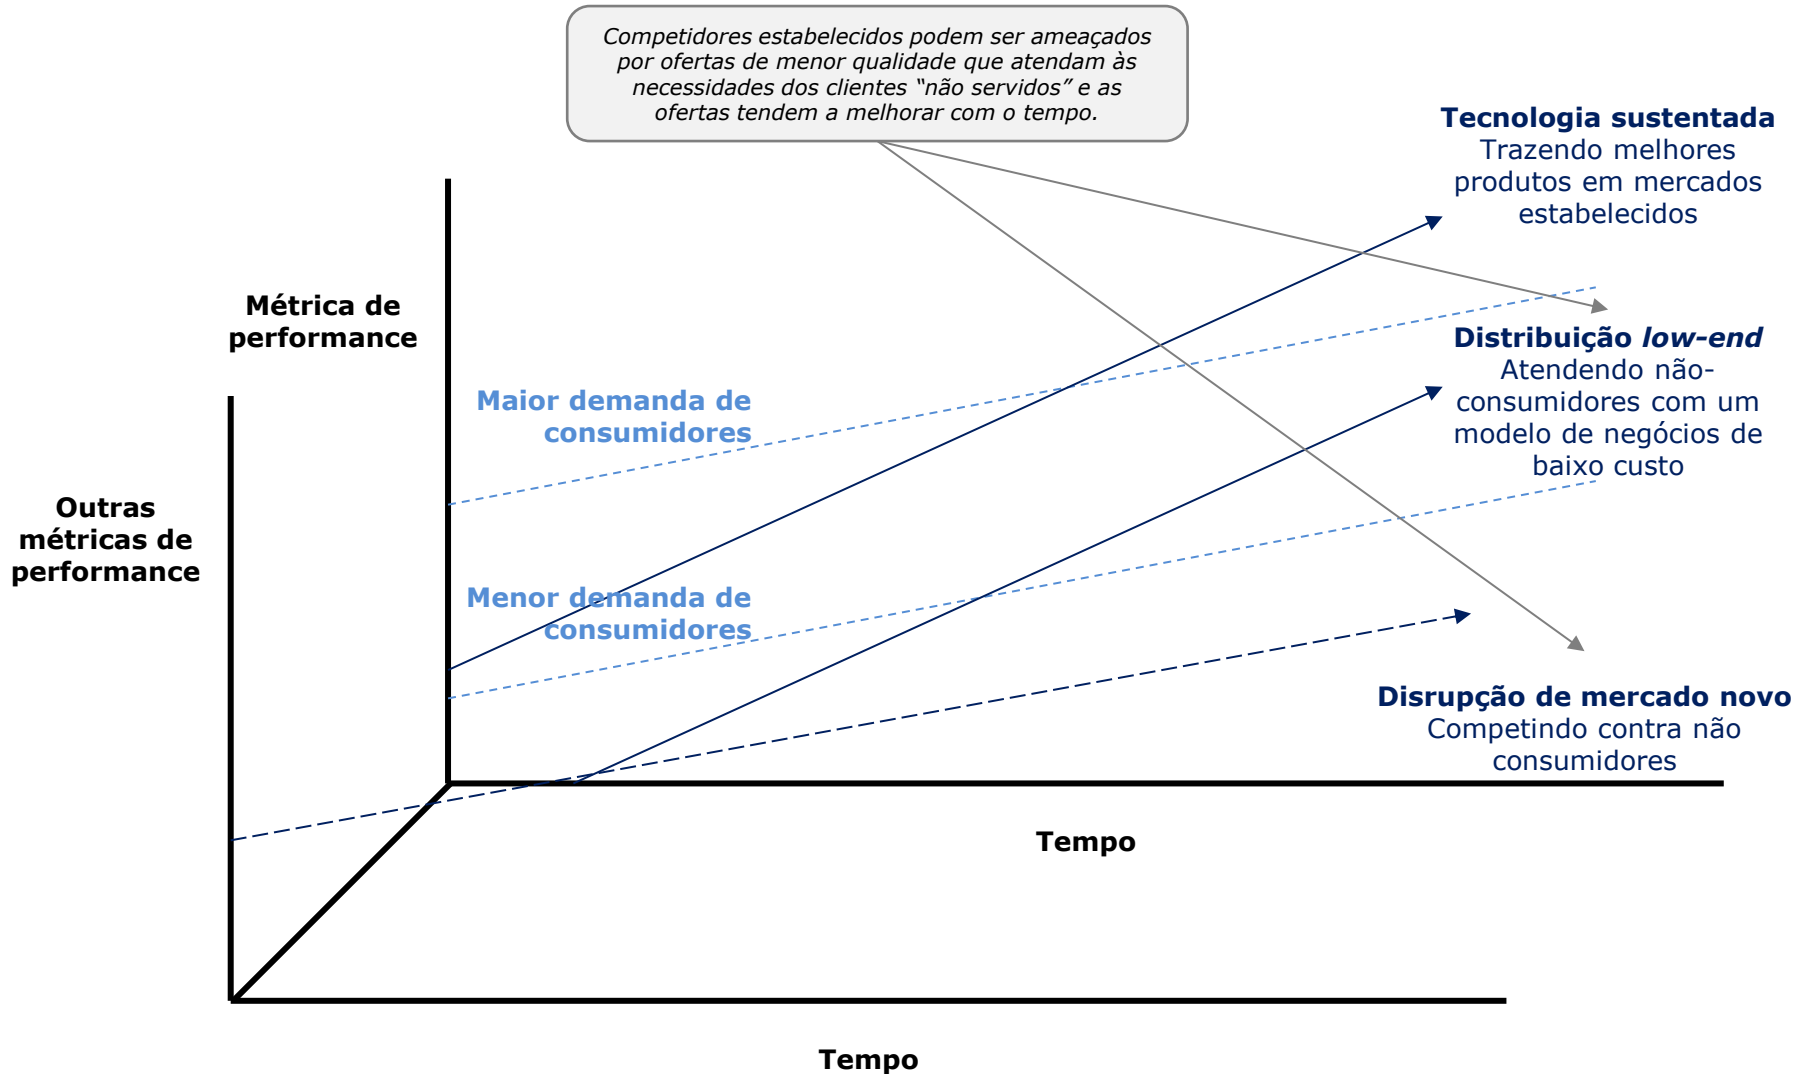 Competidores estabelecidos podem ser ameaçados
por ofertas de menor qualidade que atendam às
necessidades dos clientes “não servidos” e as
ofertas tendem a melhorar com o tempo.
Tecnologia sustentada
Trazendo melhores
produtos em mercados
estabelecidos
Métrica de
performance
Distribuição low-end
Atendendo não-
consumidores com um
modelo de negócios de
baixo custo
Maior demanda de
consumidores
Outras
métricas de
performance
Menor demanda de
consumidores
Disrupção de mercado novo
Competindo contra não
consumidores
Tempo
Tempo